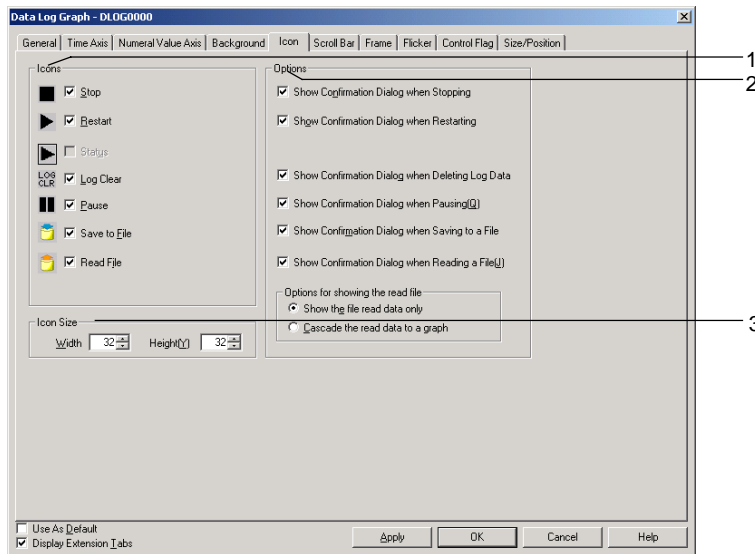 Data Log Graph - DLOG0000
General Time Axis Numeral Value Axis Background Icon Scroll Bar Frame Flicker Control Flag Size/Position
Icons
Stop
Restart
Status
LOG CLR Log Clear
Pause
Save to File
Read File
Icon Size
Width 32 Height(Y) 32
Options
Show Confirmation Dialog when Stopping
Show Confirmation Dialog when Restarting
Show Confirmation Dialog when Deleting Log Data
Show Confirmation Dialog when Pausing(Q)
Show Confirmation Dialog when Saving to a File
Show Confirmation Dialog when Reading a File(J)
Options for showing the read file
Show the file read data only
Cascade the read data to a graph
1
2
3
Use As Default
Display Extension Tabs
Apply OK Cancel Help